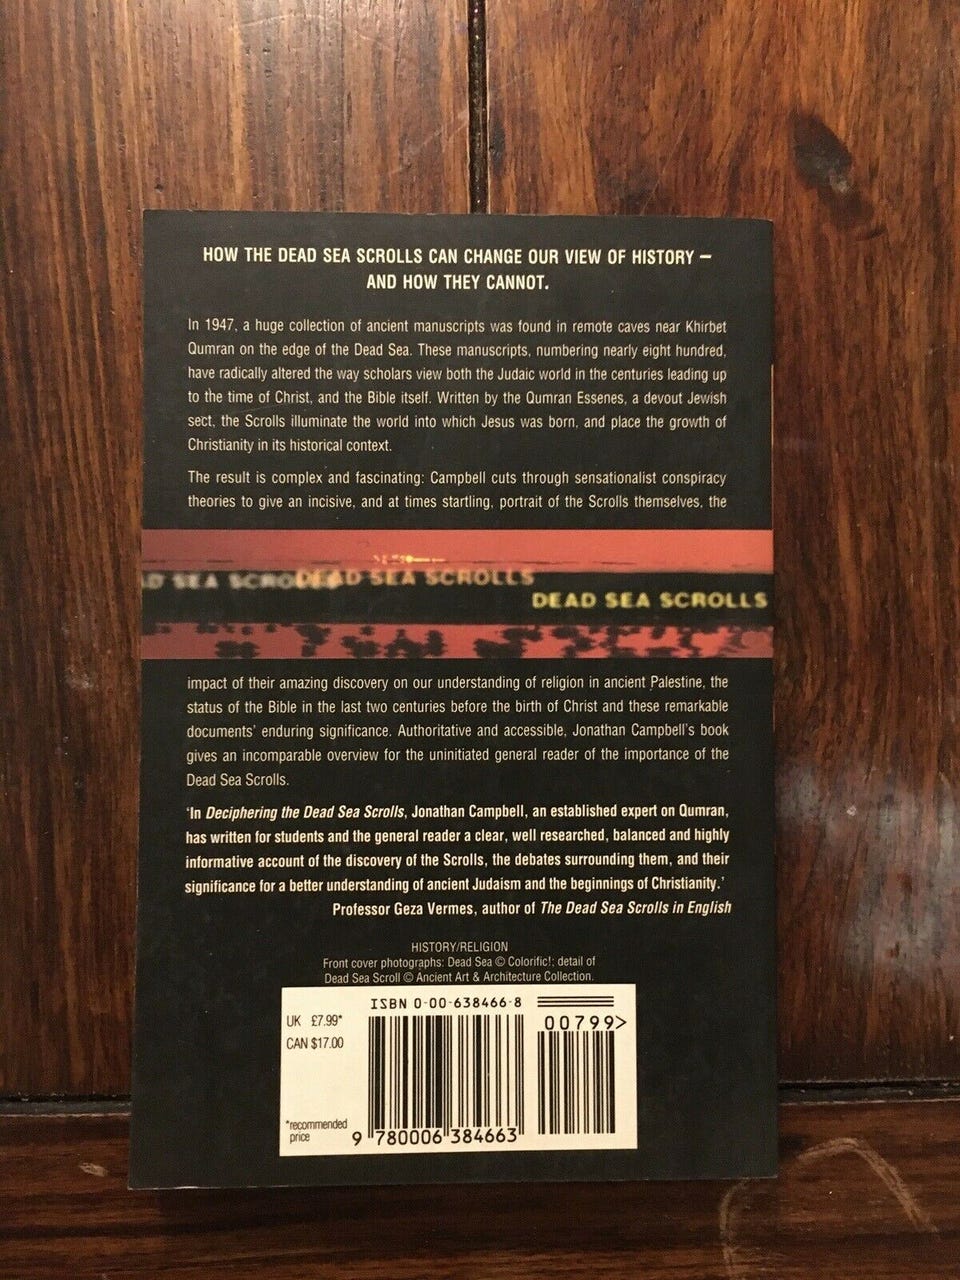 HOW THE DEAD SEA SCROLLS CAN CHANGE OUR VIEW OF HISTORY –
AND HOW THEY CANNOT.
In 1947, a huge collection of ancient manuscripts was found in remote caves near Khirbet
Qumran on the edge of the Dead Sea. These manuscripts, numbering nearly eight hundred,
have radically altered the way scholars view both the Judaic world in the centuries leading up
to the time of Christ, and the Bible itself. Written by the Qumran Essenes, a devout Jewish
sect, the Scrolls illuminate the world into which Jesus was born, and place the growth of
Christianity in its historical context.
The result is complex and fascinating: Campbell cuts through sensationalist conspiracy
theories to give an incisive, and at times startling, portrait of the Scrolls themselves, the
AD SEA SCRO DEAD SEA SCROLLS
DEAD SEA SCROLLS
impact of their amazing discovery on our understanding of religion in ancient Palestine, the
status of the Bible in the last two centuries before the birth of Christ and these remarkable
documents' enduring significance. Authoritative and accessible, Jonathan Campbell's book
gives an incomparable overview for the uninitiated general reader of the importance of the
Dead Sea Scrolls.
'In Deciphering the Dead Sea Scrolls, Jonathan Campbell, an established expert on Qumran,
has written for students and the general reader a clear, well researched, balanced and highly
informative account of the discovery of the Scrolls, the debates surrounding them, and their
significance for a better understanding of ancient Judaism and the beginnings of Christianity.'
Professor Geza Vermes, author of The Dead Sea Scrolls in English
HISTORY/RELIGION
Front cover photographs: Dead Sea © Colorific!; detail of
Dead Sea Scroll © Ancient Art & Architecture Collection.
ISBN 0-00-638466-8
UK £7.99*
CAN $17.00
00799>
*recommended
price
9 780006 384663